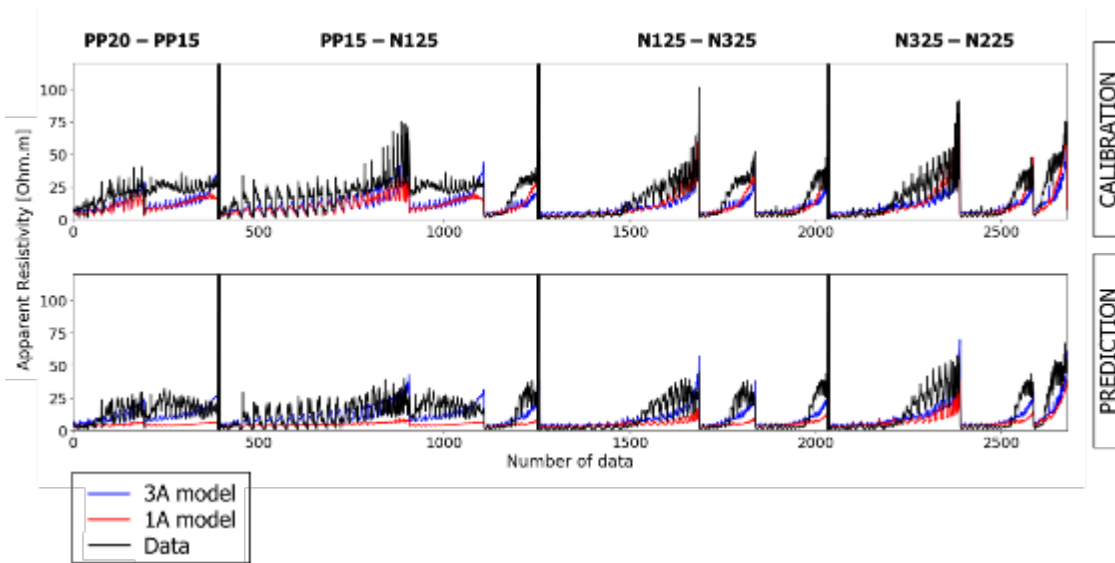 PP20 – PP15
PP15 – N125
N125 – N325
N325 – N225
Apparent Resistivity [Ohm.m]
100
75
50
25
0
0
500
1000
1500
2000
2500
CALIBRATION
100
75
50
25
0
0
500
1000
1500
2000
2500
PREDICTION
Number of data
3A model
1A model
Data